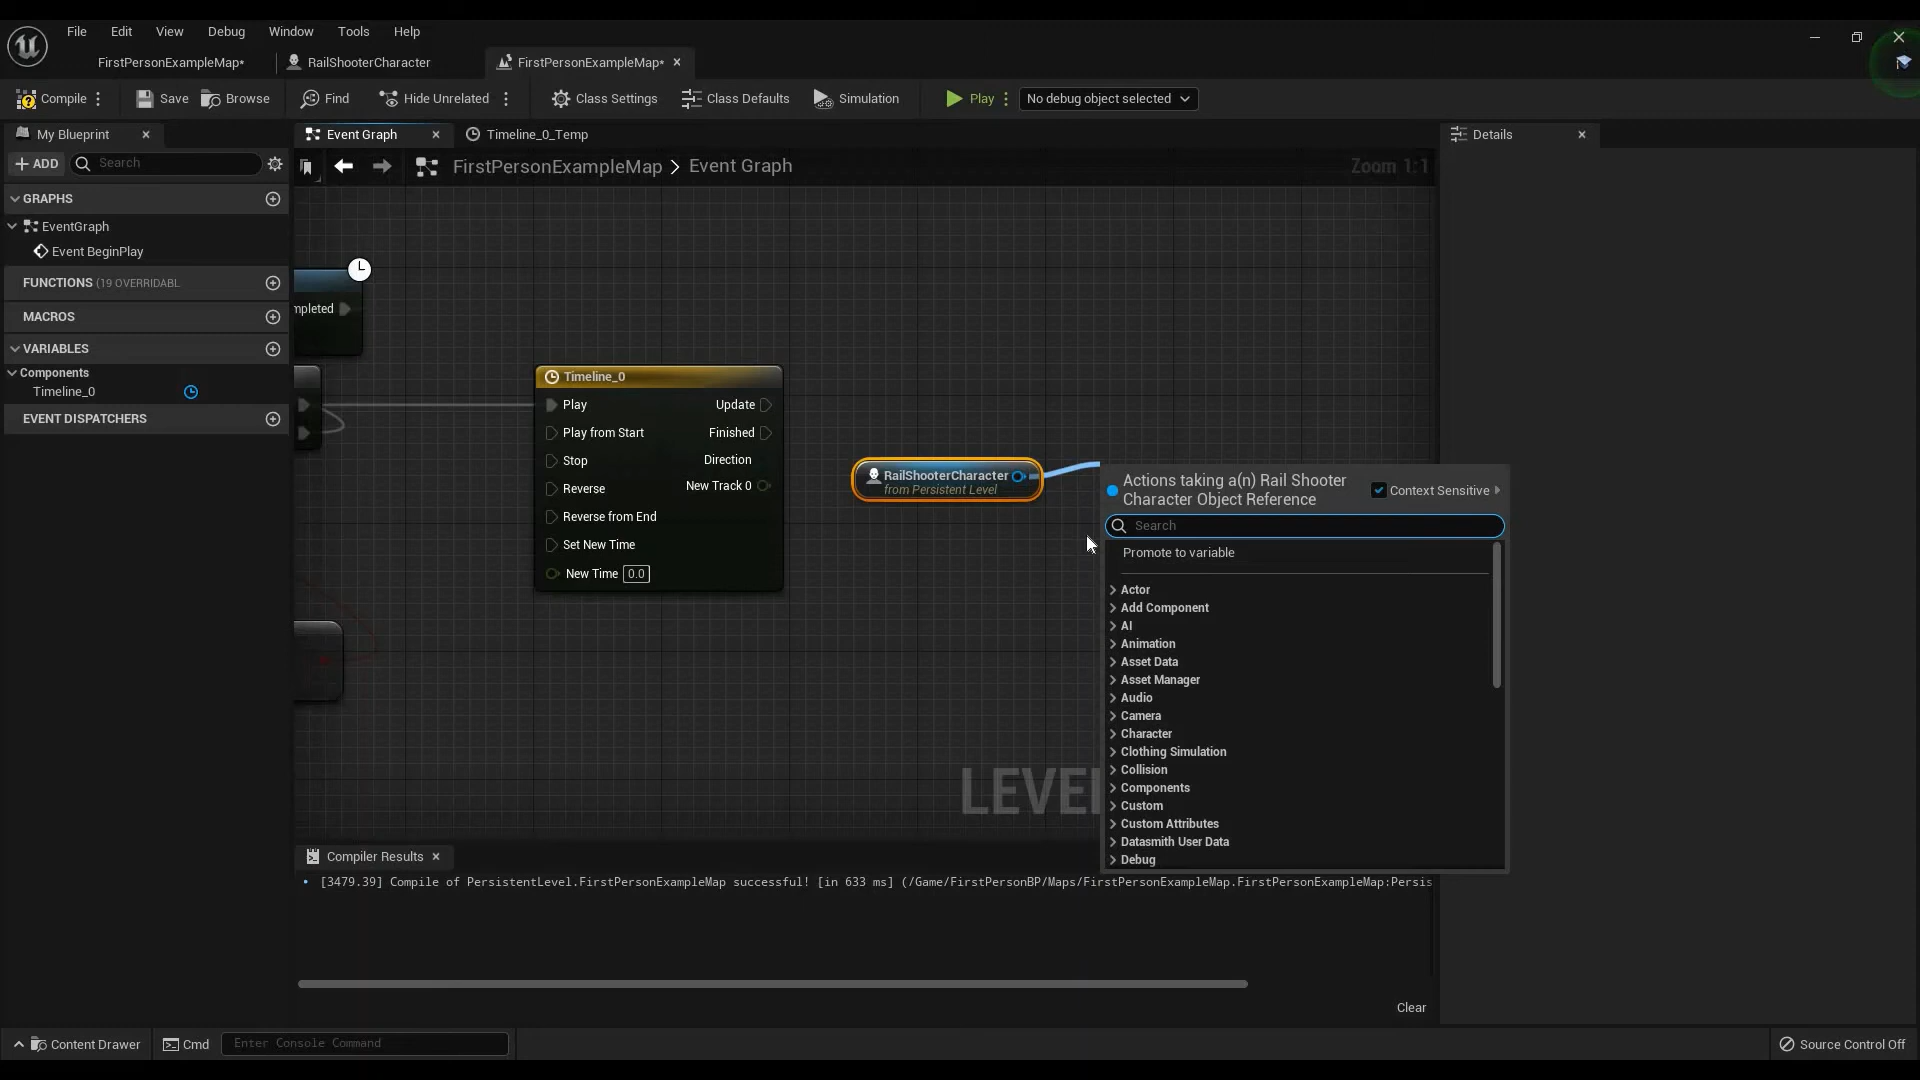 File Edit View Debug Window Tools Help
FirstPersonExampleMap* RailShooterCharacter FirstPersonExampleMap*
Compile Save Browse Find Hide Unrelated Class Settings Class Defaults Simulation Play No debug object selected
My Blueprint Event Graph Timeline_0_Temp Details
ADD Search FirstPersonExampleMap > Event Graph Zoom 1:1
GRAPHS
EventGraph
Event BeginPlay
FUNCTIONS (19 OVERRIDABL
MACROS
VARIABLES
Components
Timeline_0
EVENT DISPATCHERS
mpleted
Timeline_0
Play Update
Play from Start Finished
Stop Direction
Reverse New Track 0
Reverse from End
Set New Time
New Time 0.0
RailShooterCharacter
from Persistent Level
Actions taking a(n) Rail Shooter
Character Object Reference
Context Sensitive
Search
Promote to variable
Actor
Add Component
AI
Animation
Asset Data
Asset Manager
Audio
Camera
Character
Clothing Simulation
Collision
Components
Custom
Custom Attributes
Datasmith User Data
Debug
LEVEL
Compiler Results
[3479.39] Compile of PersistentLevel.FirstPersonExampleMap successful! [in 633 ms] (/Game/FirstPersonBP/Maps/FirstPersonExampleMap.FirstPersonExampleMap:Persis
Clear
Content Drawer Cmd Enter Console Command Source Control Off